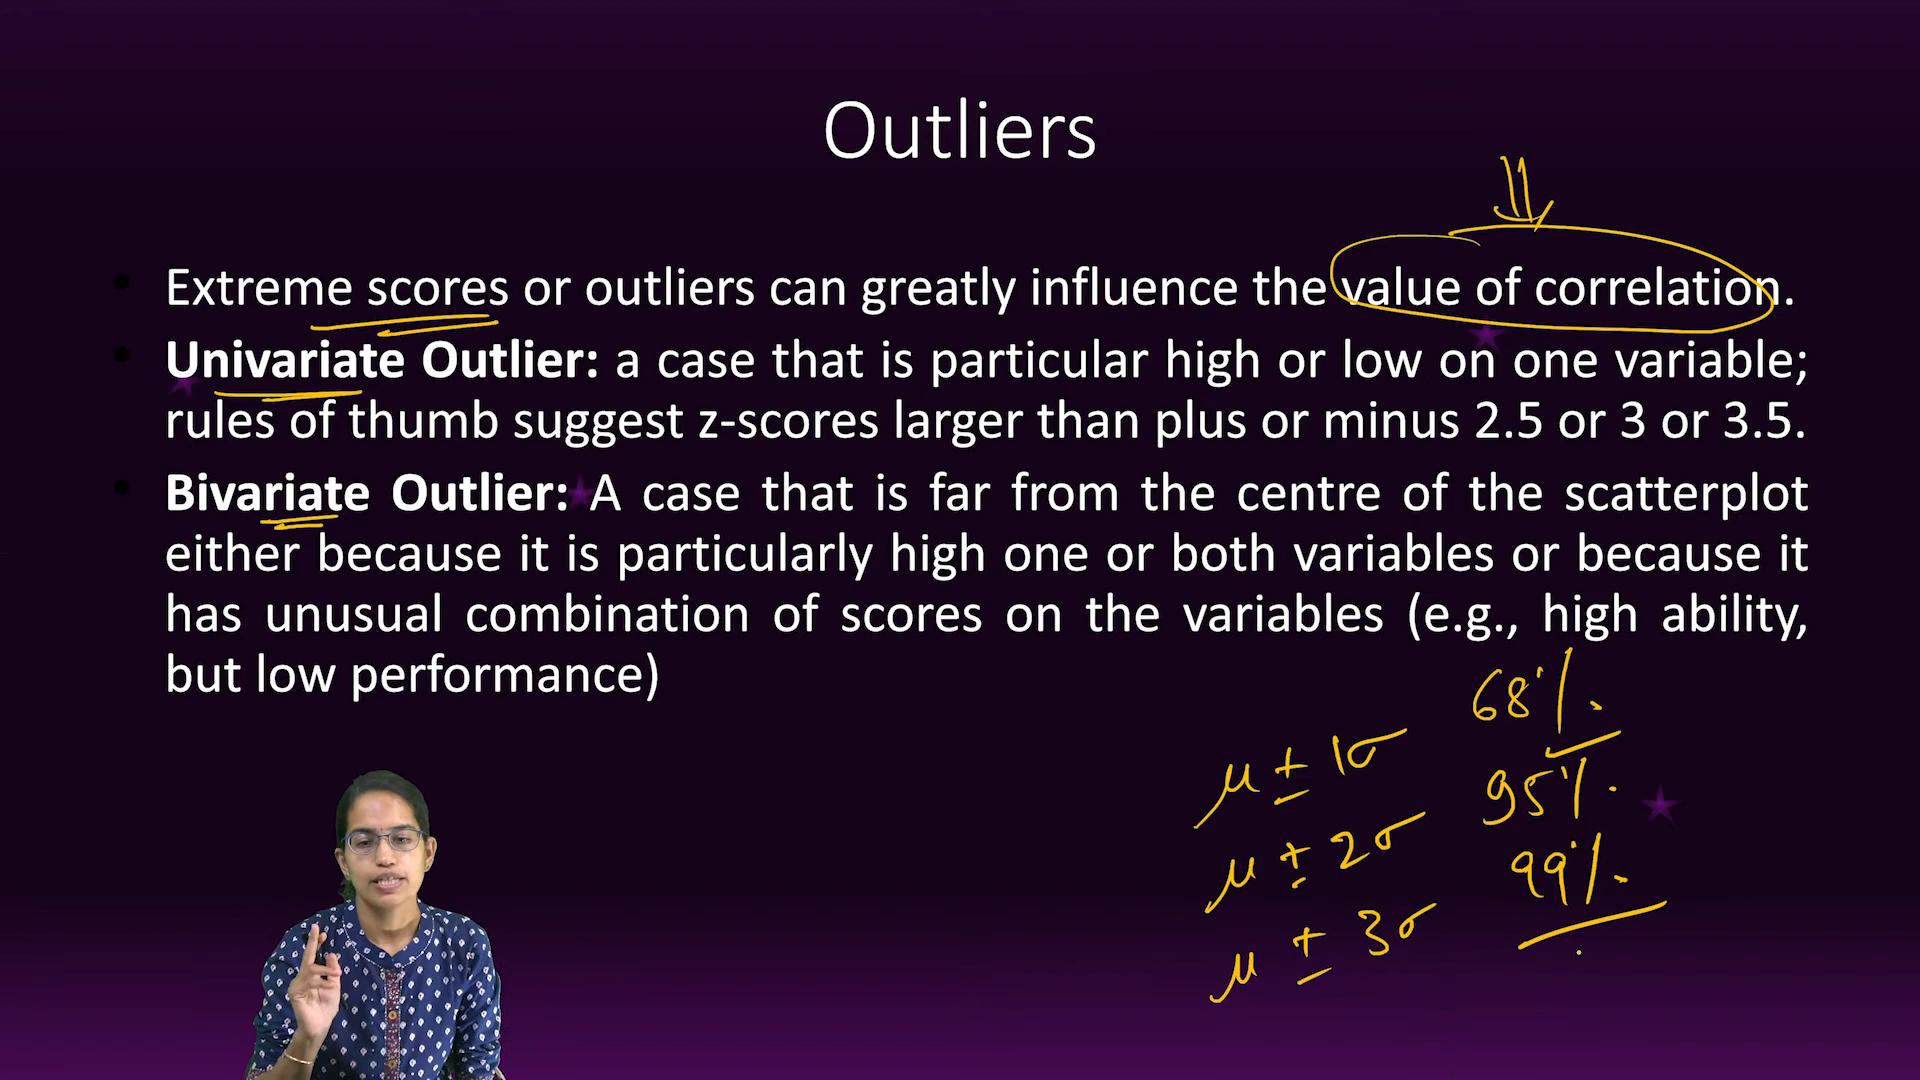 Outliers
Extreme scores or outliers can greatly influence the value of correlation.
Univariate Outlier: a case that is particular high or low on one variable;
rules of thumb suggest z-scores larger than plus or minus 2.5 or 3 or 3.5.
Bivariate Outlier: A case that is far from the centre of the scatterplot
either because it is particularly high one or both variables or because it
has unusual combination of scores on the variables (e.g., high ability,
but low performance)
μ ± 1σ 68%
μ ± 2σ 95%
μ ± 3σ 99%